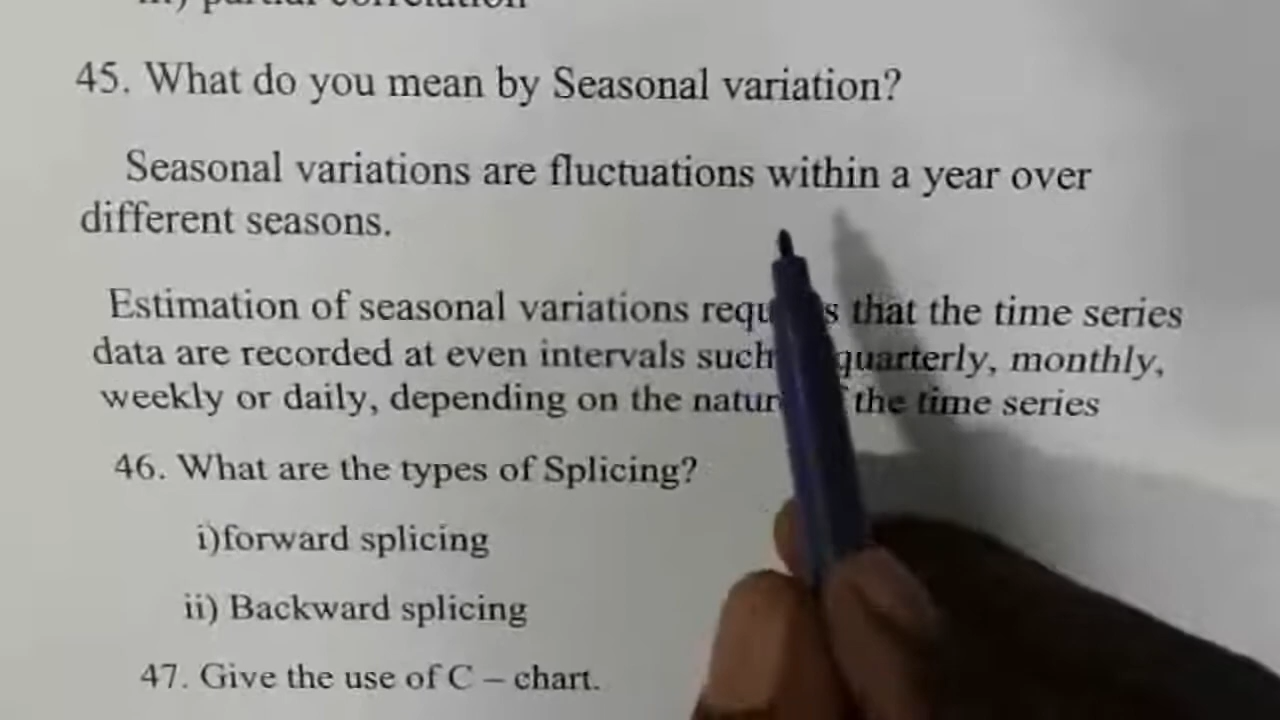 45. What do you mean by Seasonal variation?
Seasonal variations are fluctuations within a year over
different seasons.
Estimation of seasonal variations that the time series
data are recorded at even intervals such quarterly, monthly,
weekly or daily, depending on the the time series
46. What are the types of Splicing?
i)forward splicing
ii) Backward splicing
47. Give the use of C – chart.